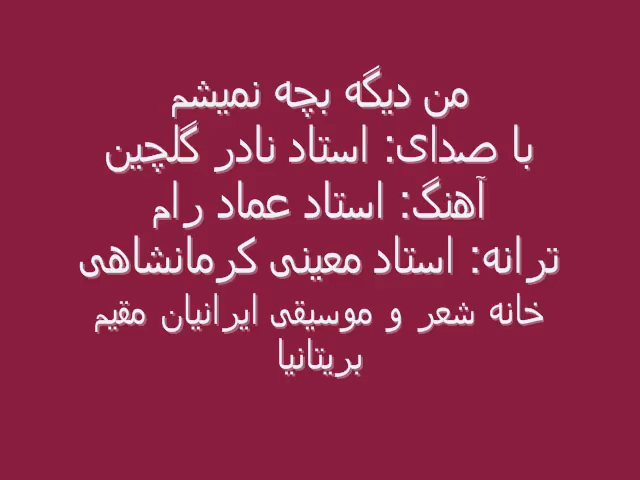 من دیگه بچه نمیشم
با صدای: استاد نادر گلچین
آهنگ: استاد عماد رام
ترانه: استاد معینی کرمانشاهی
خانه شعر و موسیقی ایرانیان مقیم
بریتانیا